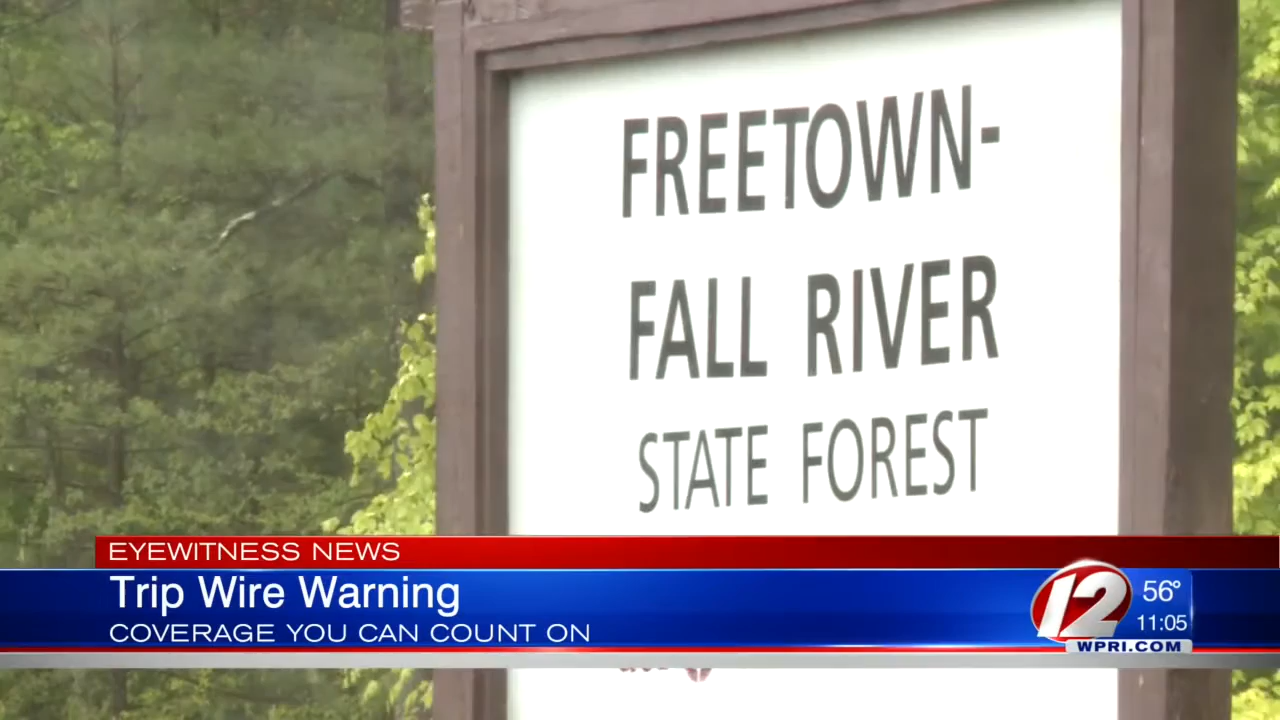 FREETOWN-
FALL RIVER
STATE FOREST
EYEWITNESS NEWS
Trip Wire Warning
COVERAGE YOU CAN COUNT ON
12
56°
11:05
WPRI.COM